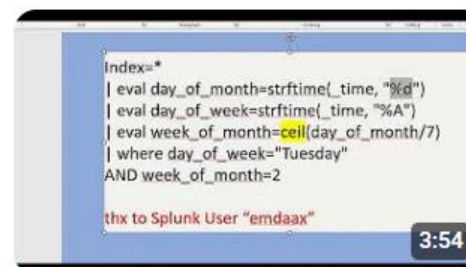 Index=*
| eval day_of_month=strftime(_time, "%d")
| eval day_of_week=strftime(_time, "%A")
| eval week_of_month=ceil(day_of_month/7)
| where day_of_week="Tuesday"
AND week_of_month=2
thx to Splunk User "emdaax"
3:54